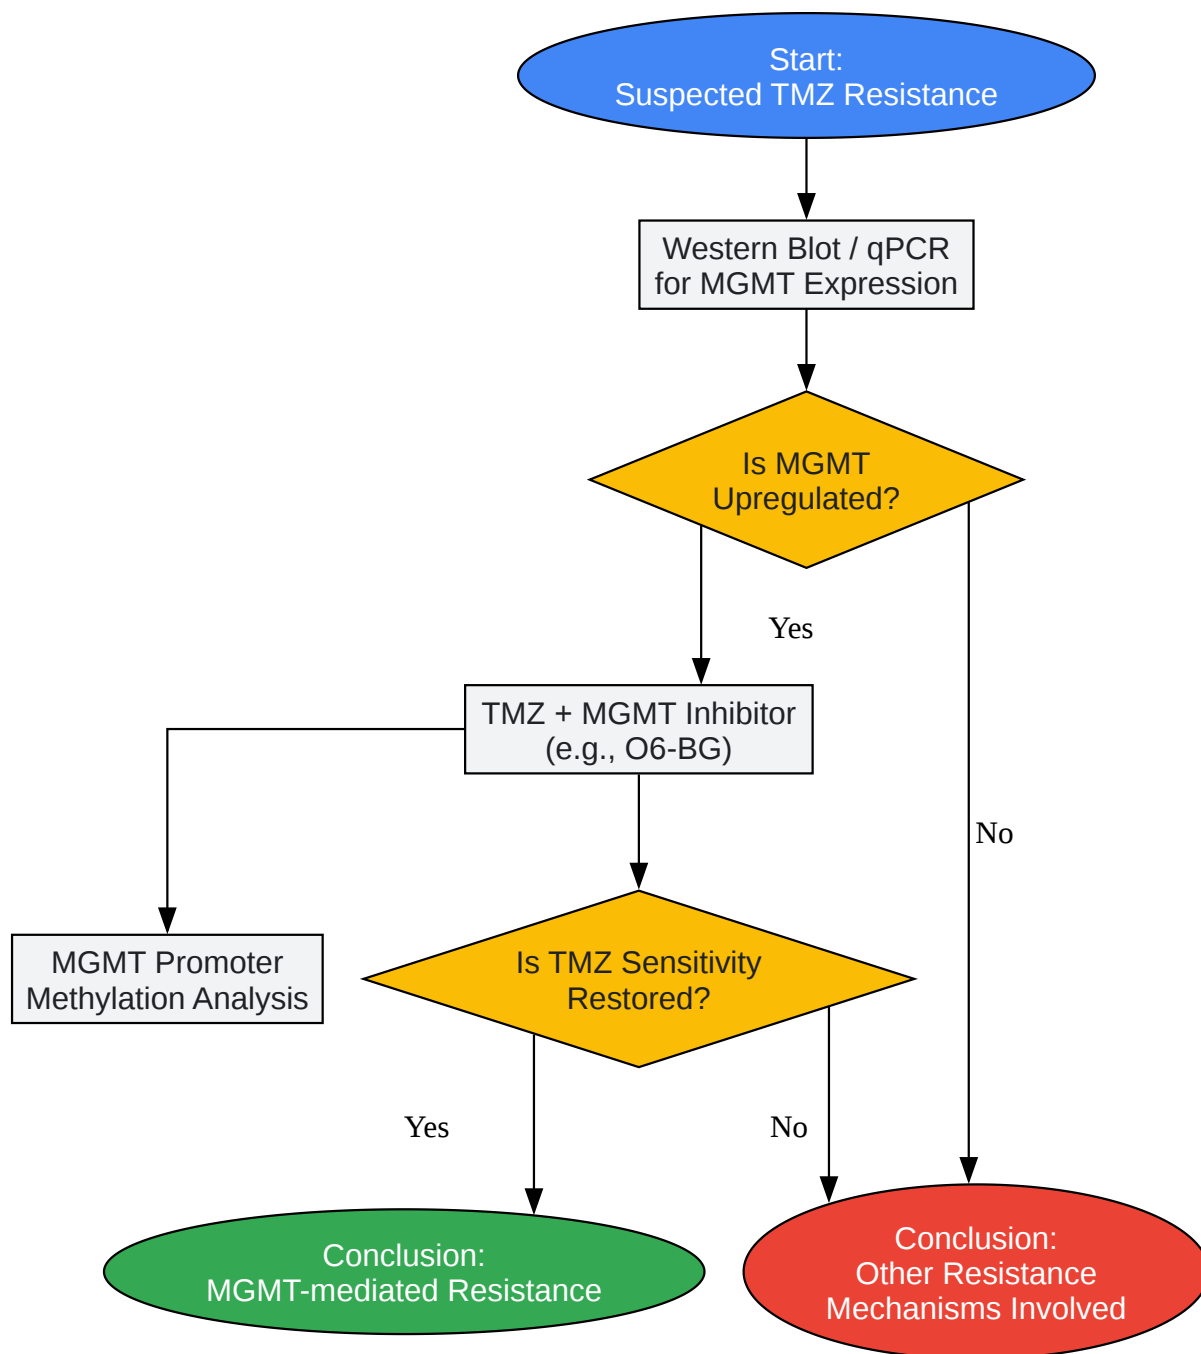 Start:
Suspected TMZ Resistance
Western Blot / qPCR
for MGMT Expression
Is MGMT
Upregulated?
Yes
TMZ + MGMT Inhibitor
(e.g., O6-BG)
No
MGMT Promoter
Methylation Analysis
Is TMZ Sensitivity
Restored?
Yes
No
Conclusion:
MGMT-mediated Resistance
Conclusion:
Other Resistance
Mechanisms Involved